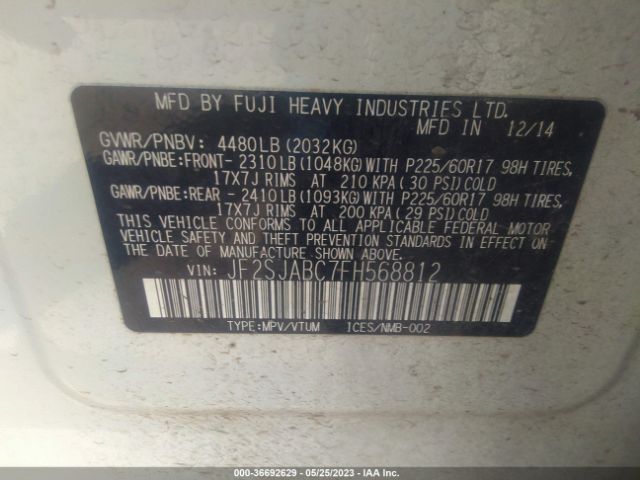 MFD BY FUJI HEAVY INDUSTRIES LTD.
MFD IN 12/14
GVWR/PNBV: 4480LB(2032KG)
GAWR/PNBE:FRONT- 2310LB(1048KG)WITH P225/60R17 98H TIRES,
17X7J RIMS AT 210 KPA( 30 PSI)COLD
GAWR/PNBE:REAR - 2410LB(1093KG)WITH P225/60R17 98H TIRES,
17X7J RIMS AT 200 KPA( 29 PSI)COLD
THIS VEHICLE CONFORMS TO ALL APPLICABLE FEDERAL MOTOR
VEHICLE SAFETY AND THEFT PREVENTION STANDARDS IN EFFECT
ON THE DATE OF MANUFACTURE SHOWN ABOVE.
VIN: JF2SJABC7FH568812
TYPE:MPV/VTUM ICES/NMB-002
000-36692629 - 05/25/2023 - IAA Inc.